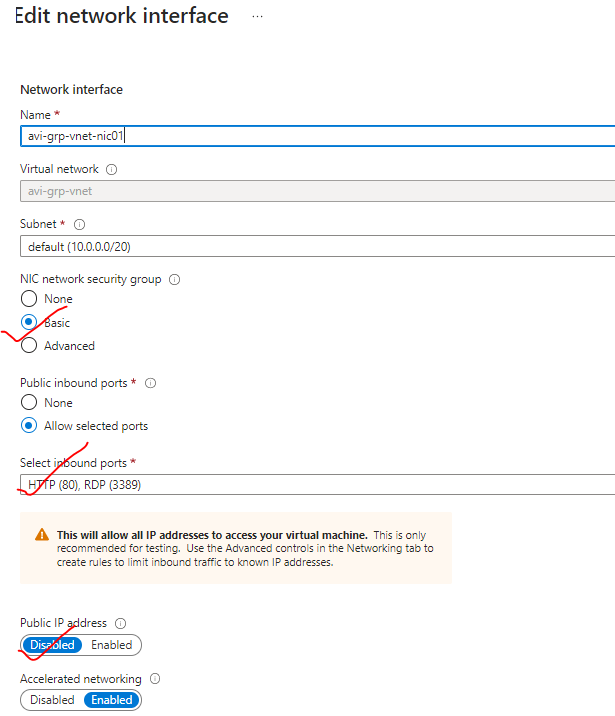 Edit network interface ...
Network interface
Name *
avi-grp-vnet-nic01
Virtual network
avi-grp-vnet
Subnet *
default (10.0.0.0/20)
NIC network security group
None
Basic
Advanced
Public inbound ports *
None
Allow selected ports
Select inbound ports *
HTTP (80), RDP (3389)
This will allow all IP addresses to access your virtual machine. This is only
recommended for testing. Use the Advanced controls in the Networking tab to
create rules to limit inbound traffic to known IP addresses.
Public IP address
Disabled Enabled
Accelerated networking
Disabled Enabled